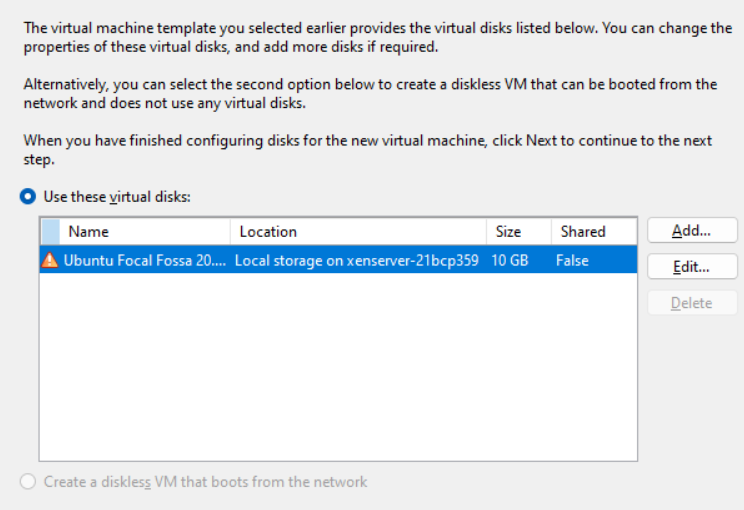 The virtual machine template you selected earlier provides the virtual disks listed below. You can change the
properties of these virtual disks, and add more disks if required.
Alternatively, you can select the second option below to create a diskless VM that can be booted from the
network and does not use any virtual disks.
When you have finished configuring disks for the new virtual machine, click Next to continue to the next
step.
Use these virtual disks:
Name Location Size Shared
Ubuntu Focal Fossa 20.... Local storage on xenserver-21bcp359 10 GB False
Add...
Edit...
Delete
Create a diskless VM that boots from the network